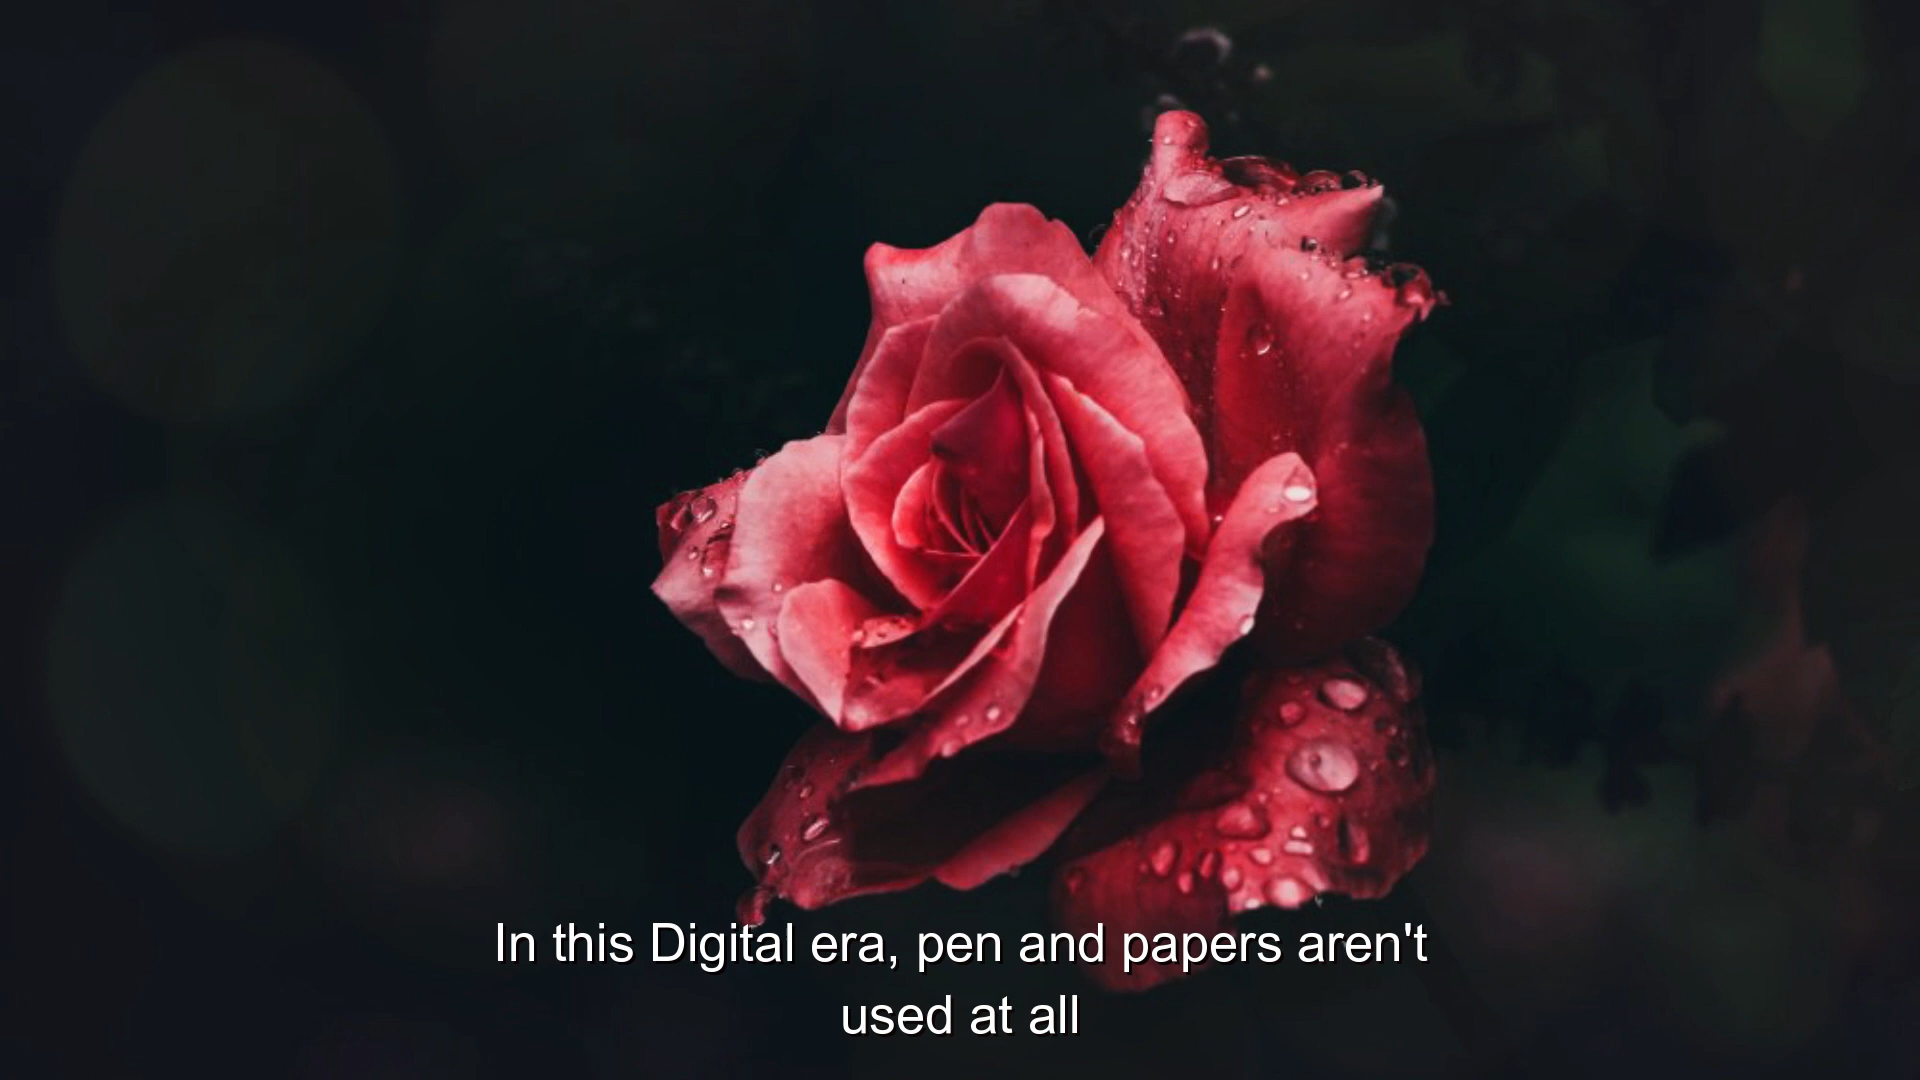 In this Digital era, pen and papers aren't
used at all